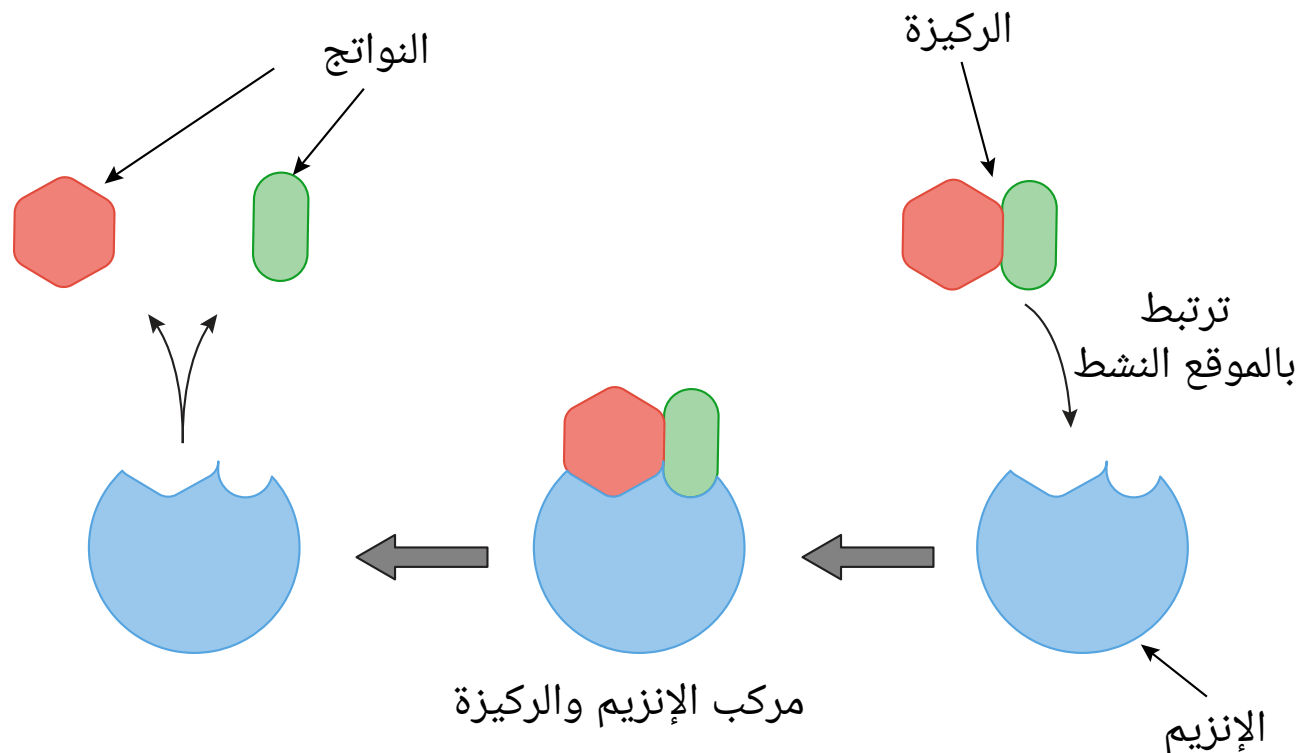 الركيزة
النواتج
ترتبط
بالموقع النشط
مركب الإنزيم والركيزة
الإنزيم